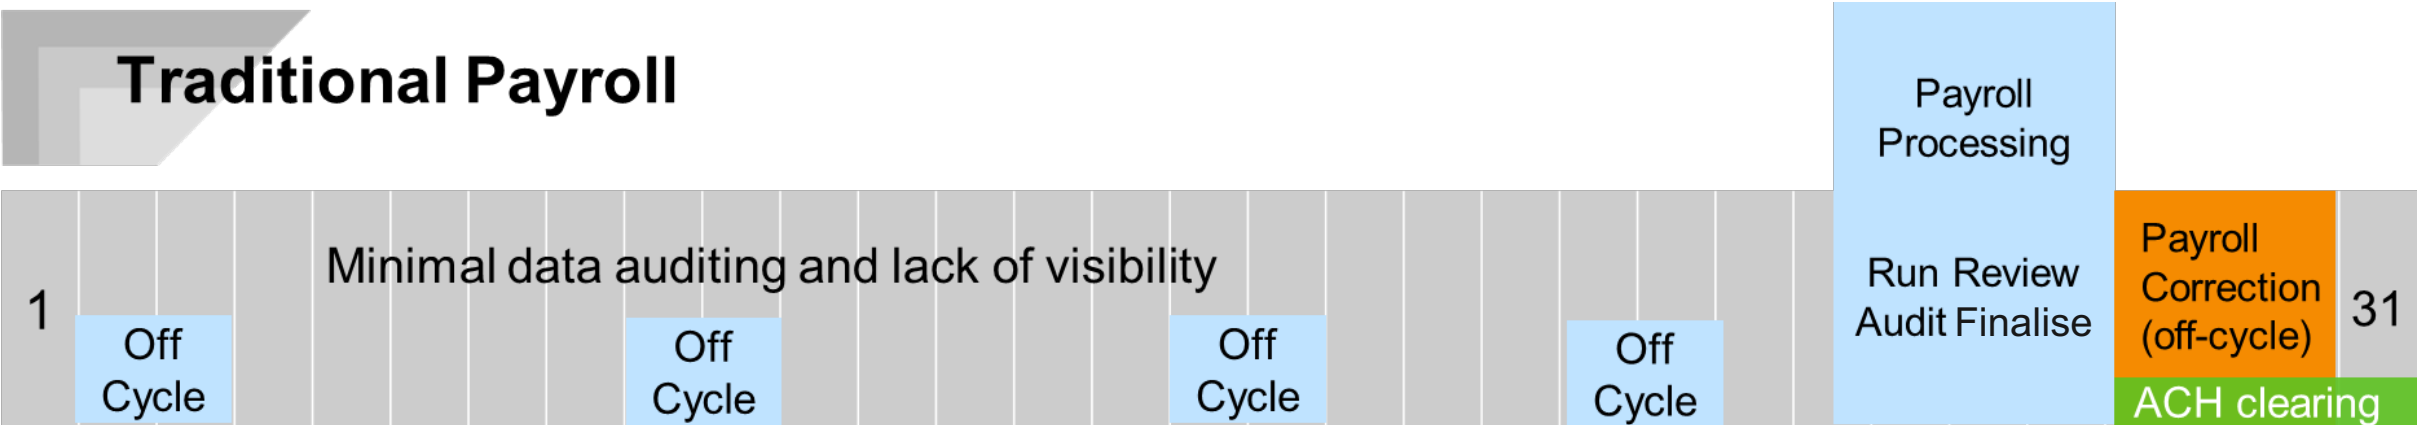 Traditional Payroll
Payroll
Processing
Minimal data auditing and lack of visibility
1
Off
Cycle
Off
Cycle
Off
Cycle
Off
Cycle
Run Review
Audit Finalise
Payroll
Correction
(off-cycle)
31
ACH clearing